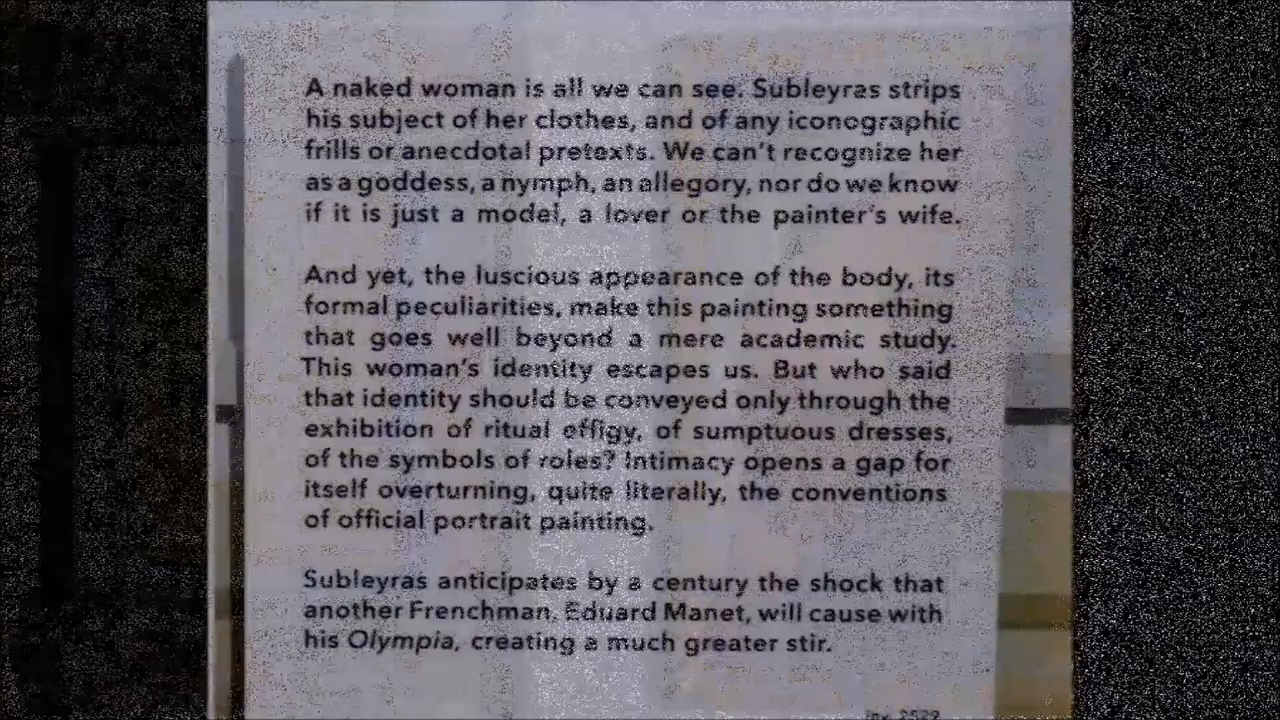 A naked woman is all we can see. Subleyras strips
his subject of her clothes, and of any iconographic
frills or anecdotal pretexts. We can't recognize her
as a goddess, a nymph, an allegory, nor do we know
if it is just a model, a lover or the painter's wife.
And yet, the luscious appearance of the body, its
formal peculiarities, make this painting something
that goes well beyond a mere academic study.
This woman's identity escapes us. But who said
that identity should be conveyed only through the
exhibition of ritual effigy, of sumptuous dresses,
of the symbols of roles? Intimacy opens a gap for
itself overturning, quite literally, the conventions
of official portrait painting.
Subleyras anticipates by a century the shock that
another Frenchman, Eduard Manet, will cause with
his Olympia, creating a much greater stir.